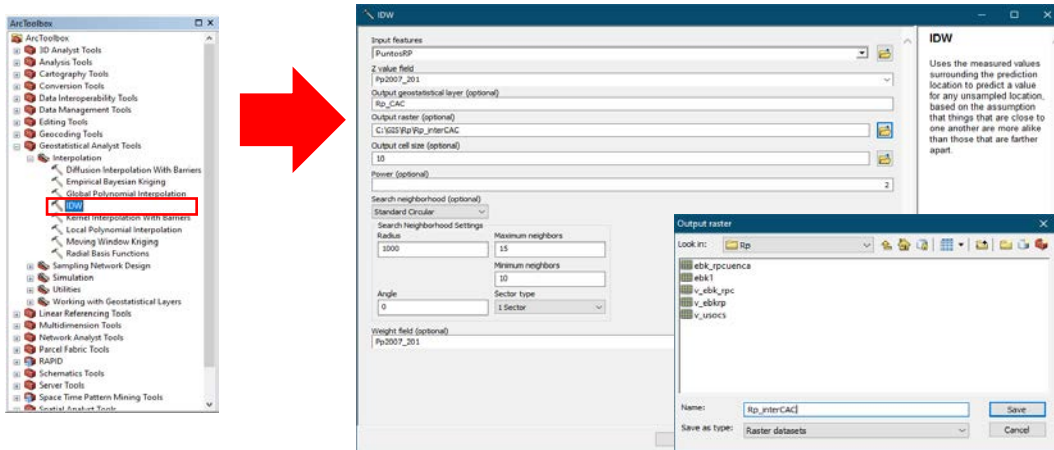 ArcToolbox
ArcToolbox
3D Analyst Tools
Analysis Tools
Cartography Tools
Conversion Tools
Data Interoperability Tools
Data Management Tools
Editing Tools
Geocoding Tools
Geostatistical Analyst Tools
Interpolation
Diffusion Interpolation With Barriers
Empirical Bayesian Kriging
Global Polynomial Interpolation
IDW
Kernel Interpolation With Barriers
Local Polynomial Interpolation
Moving Window Kriging
Radial Basis Functions
Sampling Network Design
Simulation
Utilities
Working with Geostatistical Layers
Linear Referencing Tools
Multidimension Tools
Network Analyst Tools
Parcel Fabric Tools
RAPID
Schematics Tools
Server Tools
Space Time Pattern Mining Tools
Spatial Analyst Tools
IDW
Input features
PuntosRP
Z value field
Pp2007_201
Output geostatistical layer (optional)
Rp_CAC
Output raster (optional)
C:\GIS\Rp\Rp_interCAC
Output cell size (optional)
10
Power (optional)
2
Search neighborhood (optional)
Standard Circular
Search Neighborhood Settings
Radius
1000
Maximum neighbors
15
Minimum neighbors
10
Angle
0
Sector type
1 Sector
Weight field (optional)
Pp2007_201
IDW
Uses the measured values
surrounding the prediction
location to predict a value
for any unsampled location,
based on the assumption
that things that are close to
one another are more alike
than those that are farther
apart.
Output raster
Look in:
Rp
ebk_rpcuenca
ebk1
v_ebk_rpc
v_ebkrp
v_usocs
Name:
Rp_interCAC
Save
Save as type:
Raster datasets
Cancel